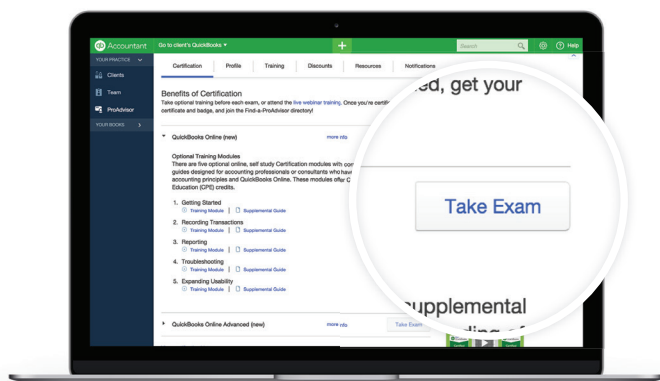 qb Accountant
Go to client's QuickBooks
Search
Help
YOUR PRACTICE
Clients
Team
ProAdvisor
YOUR BOOKS
Certification Profile Training Discounts Resources Notifications
Benefits of Certification
Take optional training before each exam, or attend the live webinar training. Once you're
certificate and badge, and join the Find-a-ProAdvisor directory!
QuickBooks Online (new) more info
Optional Training Modules
There are five optional online, self study Certification modules with
guides designed for accounting professionals or consultants who have
accounting principles and QuickBooks Online. These modules offer
Education (CPE) credits.
1. Getting Started
Training Module | Supplemental Guide
2. Recording Transactions
Training Module | Supplemental Guide
3. Reporting
Training Module | Supplemental Guide
4. Troubleshooting
Training Module | Supplemental Guide
5. Expending Usability
Training Module | Supplemental Guide
QuickBooks Online Advanced (new) more info Take Exam
get your
Take Exam
supplemental